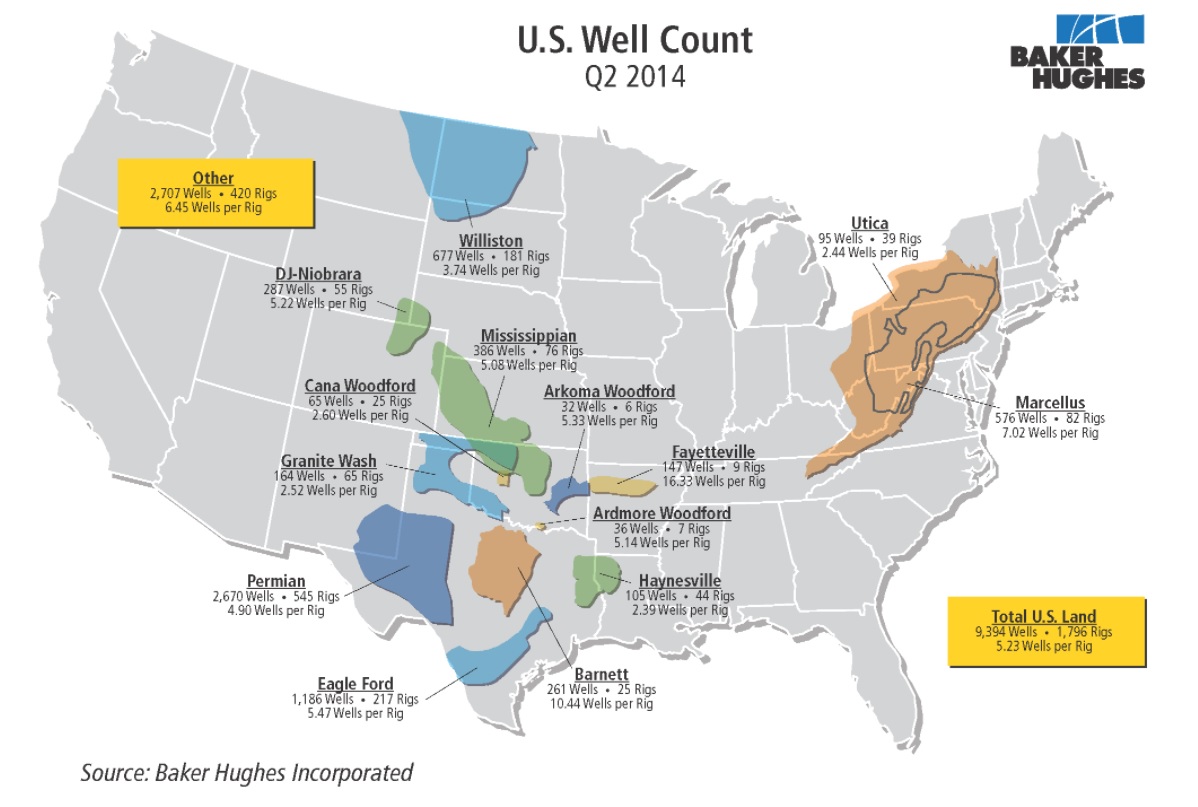 U.S. Well Count
Q2 2014
BAKER
HUGHES
Other
2,707 Wells • 420 Rigs
6.45 Wells per Rig
Williston
677 Wells • 181 Rigs
3.74 Wells per Rig
Utica
95 Wells • 39 Rigs
2.44 Wells per Rig
DJ-Niobrara
287 Wells • 55 Rigs
5.22 Wells per Rig
Mississippian
386 Wells • 76 Rigs
5.08 Wells per Rig
Cana Woodford
65 Wells • 25 Rigs
2.60 Wells per Rig
Arkoma Woodford
32 Wells • 6 Rigs
5.33 Wells per Rig
Marcellus
576 Wells • 82 Rigs
7.02 Wells per Rig
Granite Wash
164 Wells • 65 Rigs
2.52 Wells per Rig
Fayetteville
147 Wells • 9 Rigs
16.33 Wells per Rig
Ardmore Woodford
36 Wells • 7 Rigs
5.14 Wells per Rig
Permian
2,670 Wells • 545 Rigs
4.90 Wells per Rig
Haynesville
105 Wells • 44 Rigs
2.39 Wells per Rig
Total U.S. Land
9,394 Wells • 1,796 Rigs
5.23 Wells per Rig
Eagle Ford
1,186 Wells • 217 Rigs
5.47 Wells per Rig
Barnett
261 Wells • 25 Rigs
10.44 Wells per Rig
Source: Baker Hughes Incorporated